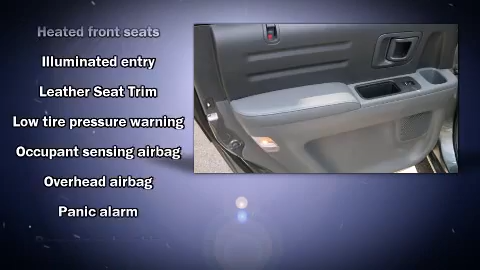 Heated front seats
Illuminated entry
Leather Seat Trim
Low tire pressure warning
Occupant sensing airbag
Overhead airbag
Panic alarm